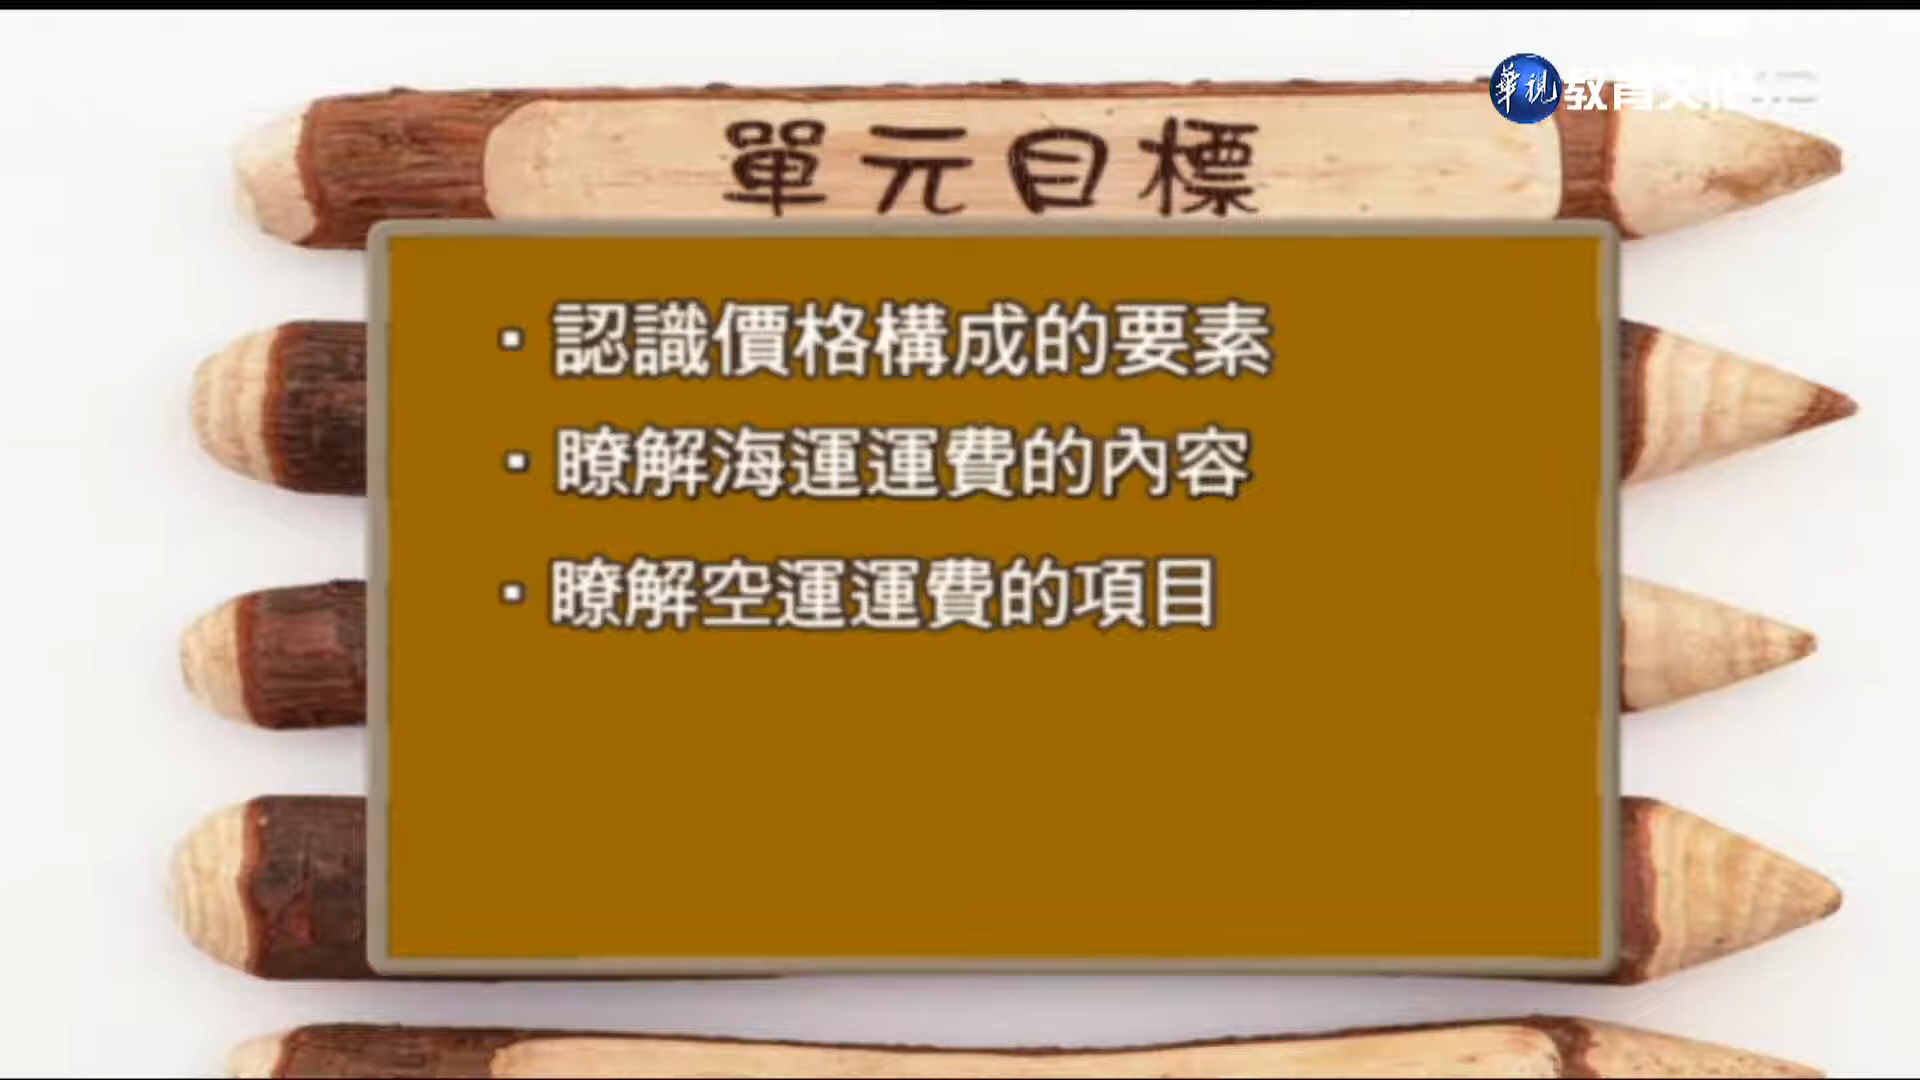 華視 教育文化
單元目標
▪ 認識價格構成的要素
▪ 瞭解海運運費的內容
▪ 瞭解空運運費的項目